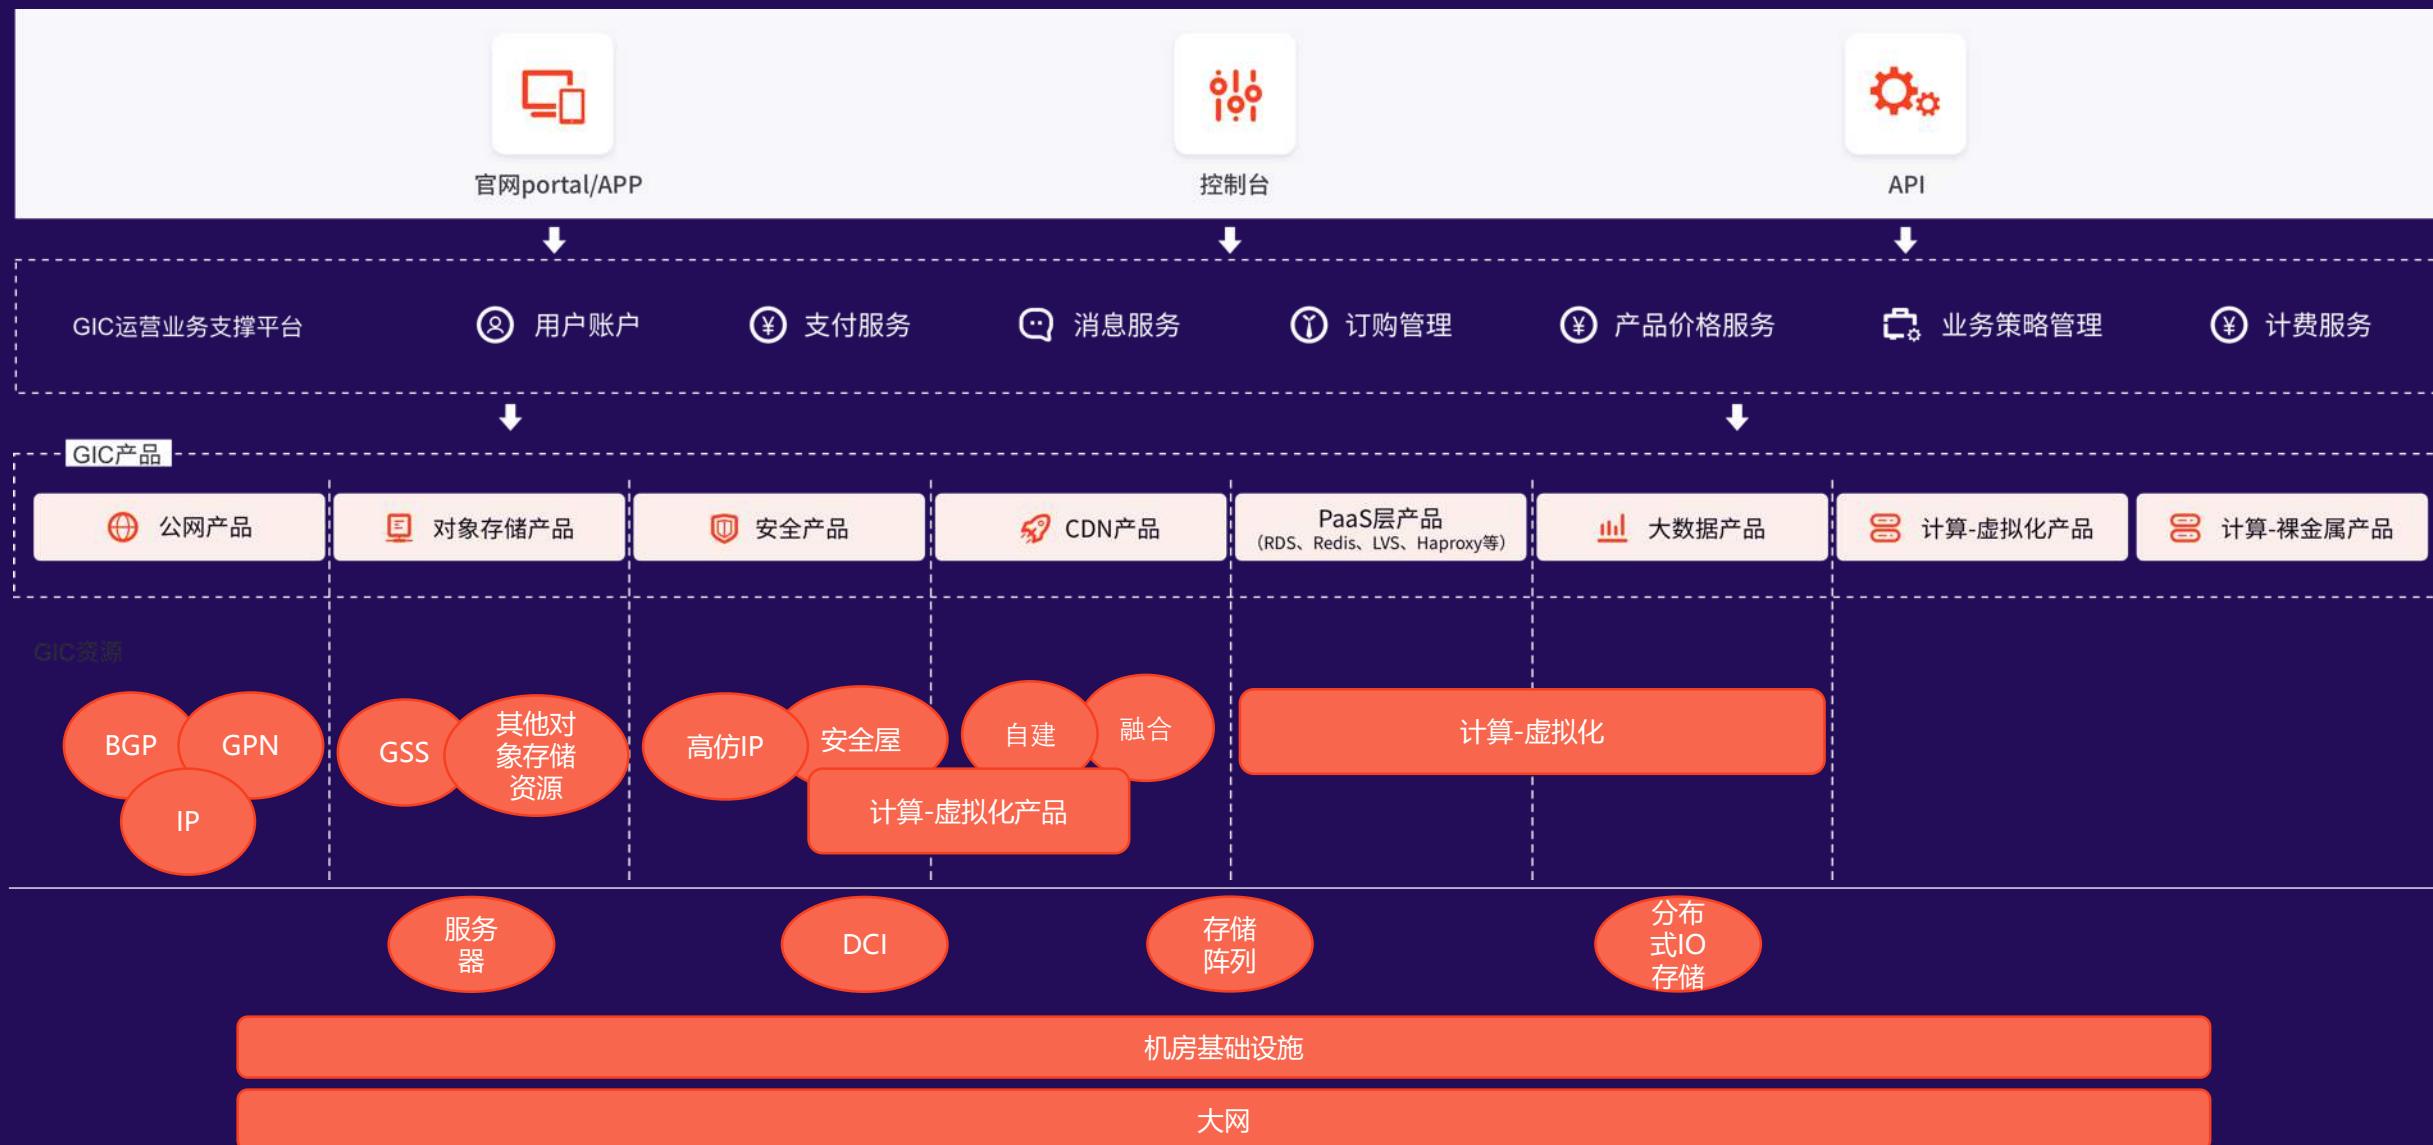 官网portal/APP
控制台
API
GIC运营业务支撑平台
用户账户
支付服务
消息服务
订购管理
产品价格服务
业务策略管理
计费服务
GIC产品
公网产品
对象存储产品
安全产品
CDN产品
PaaS层产品
（RDS、Redis、LVS、Haproxy等）
大数据产品
计算-虚拟化产品
计算-裸金属产品
GIC资源
BGP
GPN
IP
GSS
其他对
象存储
资源
高仿IP
安全屋
自建
融合
计算-虚拟化产品
计算-虚拟化
服务
器
DCI
存储
阵列
分布
式IO
存储
机房基础设施
大网